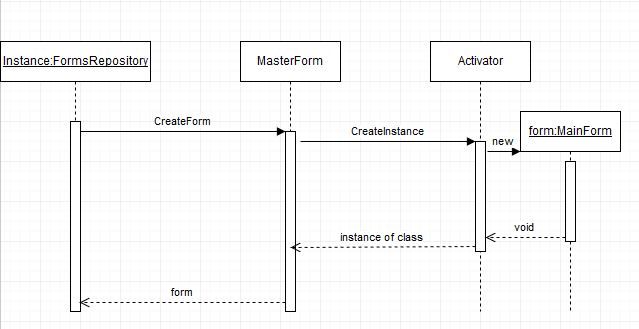 Instance:FormsRepository
MasterForm
Activator
CreateForm
CreateInstance
new
form:MainForm
void
instance of class
form